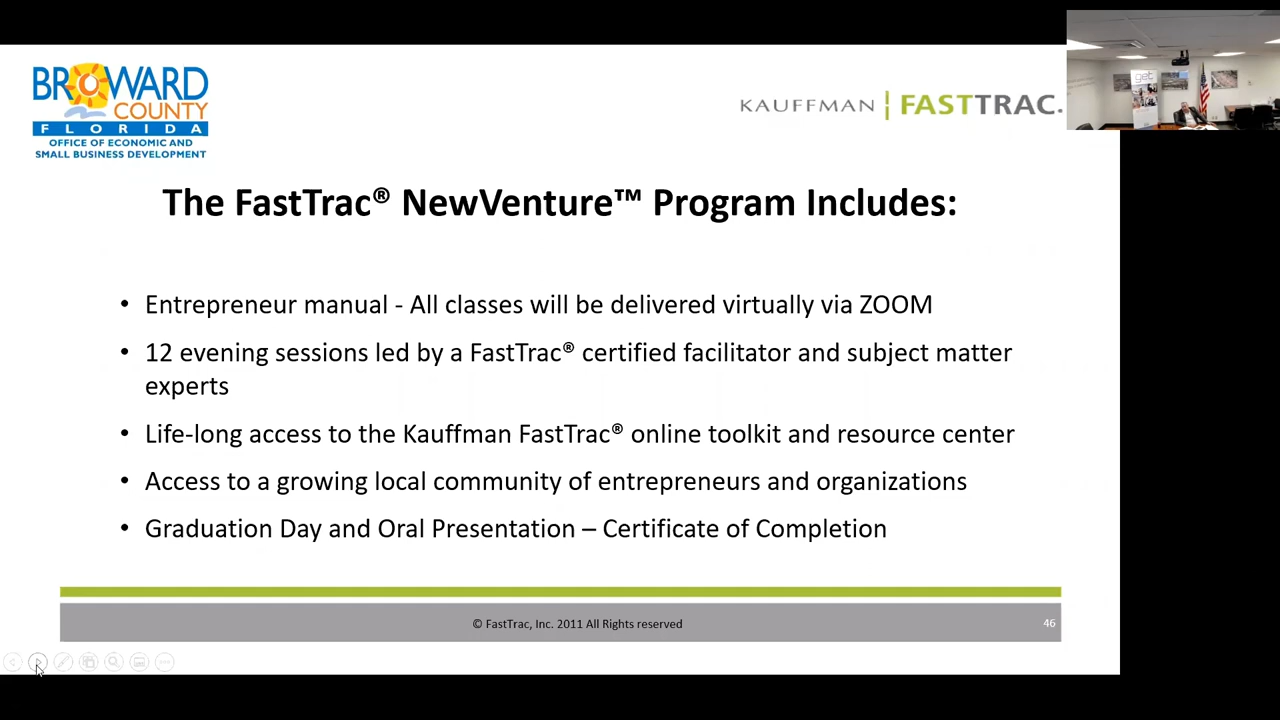 BROWARD
COUNTY
FLORIDA
OFFICE OF ECONOMIC AND
SMALL BUSINESS DEVELOPMENT
KAUFFMAN | FASTTRAC.
get
The FastTrac® NewVenture™ Program Includes:
• Entrepreneur manual - All classes will be delivered virtually via ZOOM
• 12 evening sessions led by a FastTrac® certified facilitator and subject matter
experts
• Life-long access to the Kauffman FastTrac® online toolkit and resource center
• Access to a growing local community of entrepreneurs and organizations
• Graduation Day and Oral Presentation – Certificate of Completion
© FastTrac, Inc. 2011 All Rights reserved
46